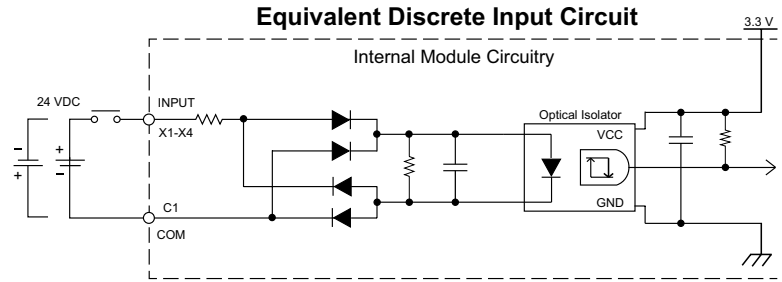 Equivalent Discrete Input Circuit
3.3 V
Internal Module Circuitry
24 VDC
INPUT
X1-X4
Optical Isolator
VCC
GND
C1
COM
- +
+ -